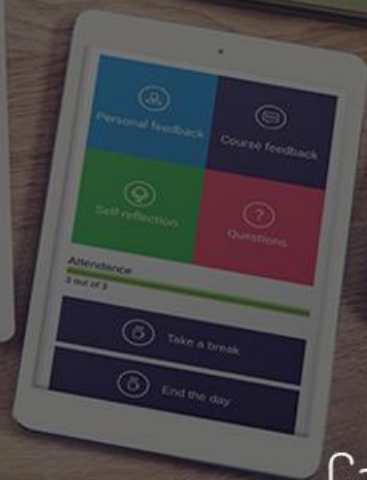 Personal feedback
Course feedback
Self reflection
Questions
?
Attendance
3 out of 3
Take a break
End the day